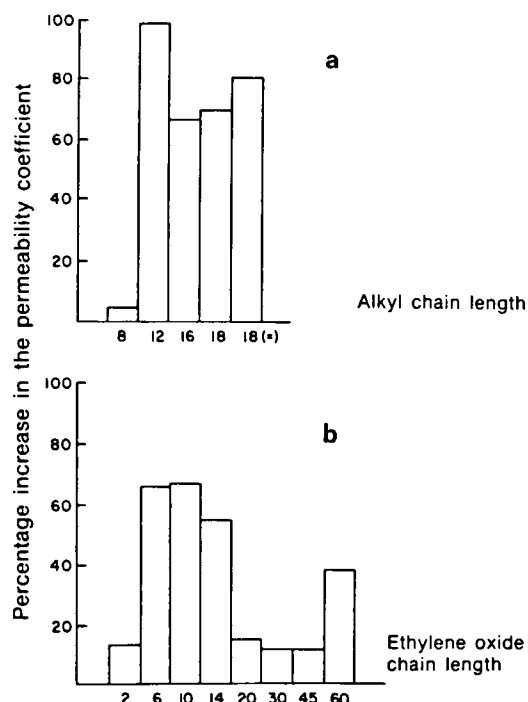 Percentage increase in the permeability coefficient
100
80
60
40
20
a
8 12 16 18 18 (=)
Alkyl chain length
100
80
60
40
20
b
2 6 10 14 20 30 45 60
Ethylene oxide
chain length